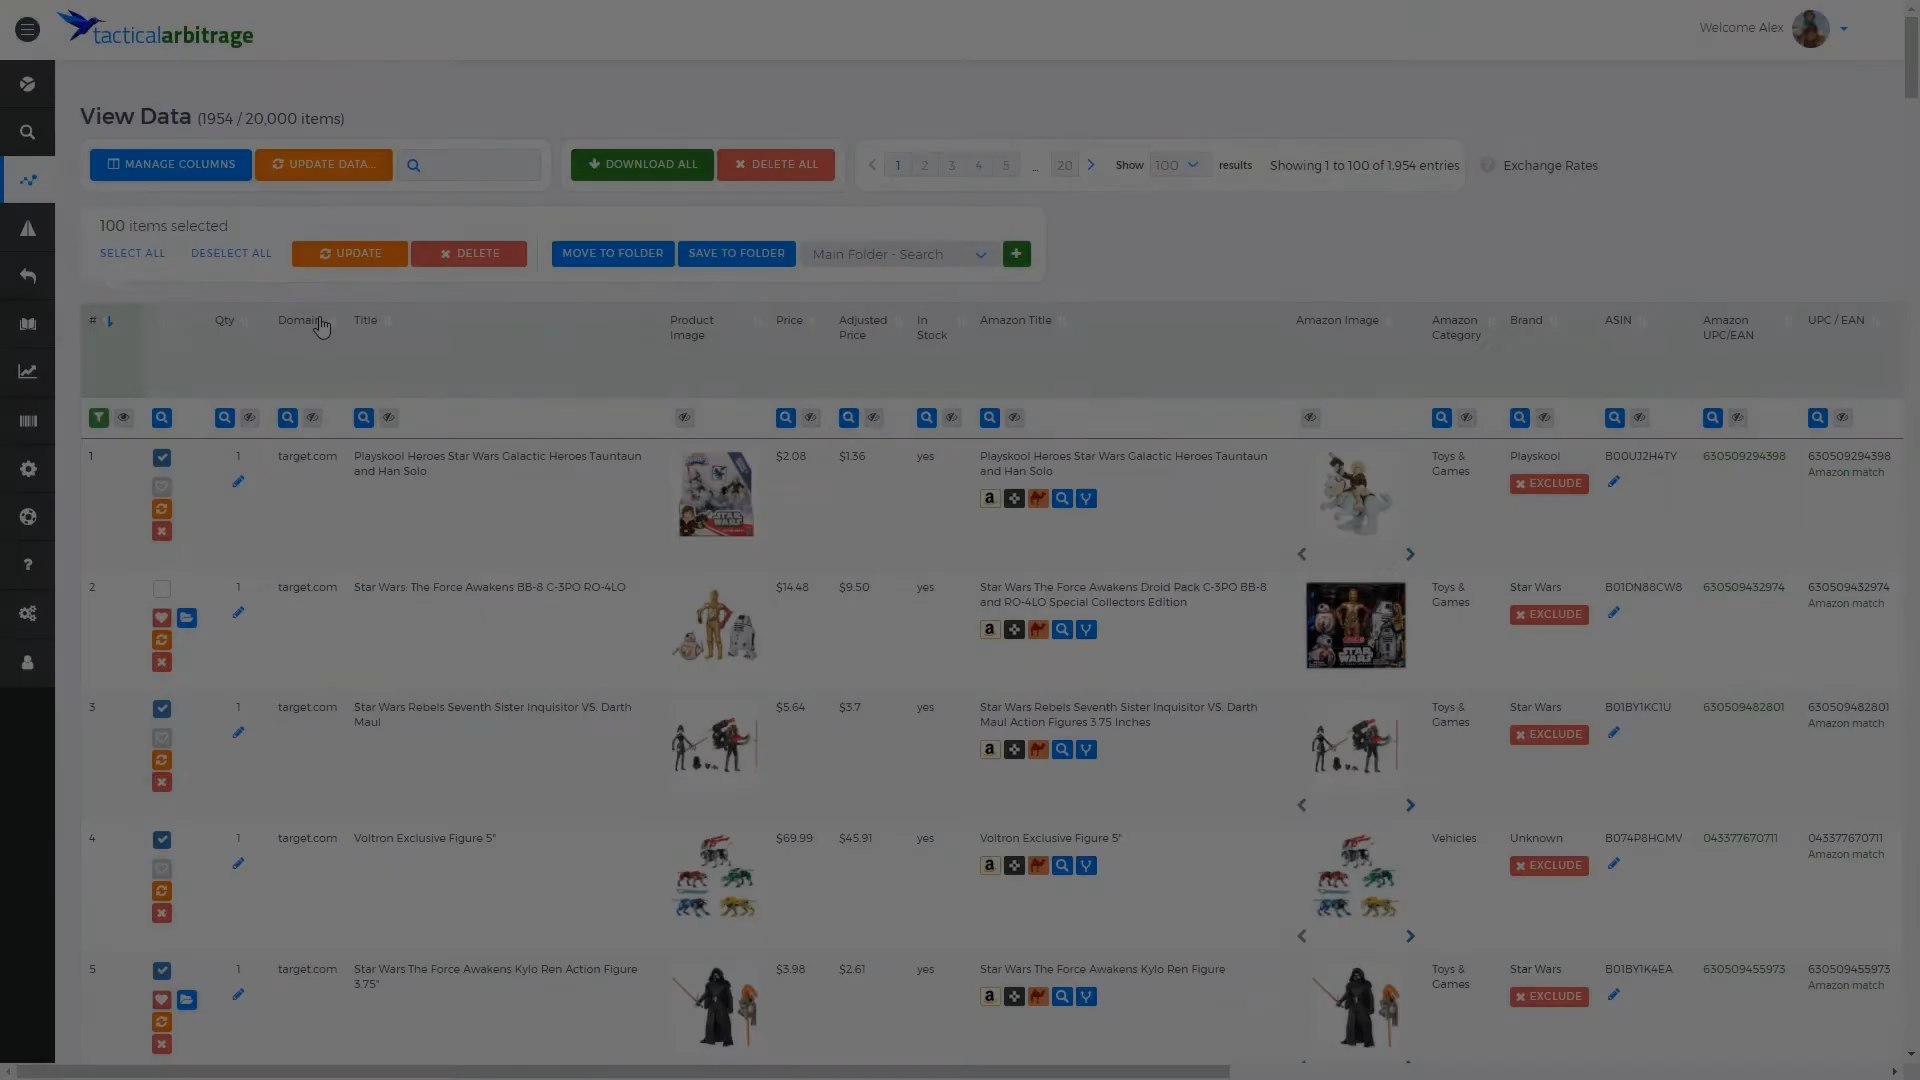 tacticalarbitrage
Welcome Alex
View Data (1954 / 20,000 items)
MANAGE COLUMNS UPDATE DATA... DOWNLOAD ALL DELETE ALL 1 2 3 4 5 ... 20 Show 100 results Showing 1 to 100 of 1,954 entries Exchange Rates
100 items selected
SELECT ALL DESELECT ALL UPDATE DELETE MOVE TO FOLDER SAVE TO FOLDER Main Folder - Search
# Qty Domain Title Product Price Adjusted In Amazon Title Amazon Image Amazon Brand ASIN Amazon UPC / EAN
Image Price Stock Category UPC/EAN
1 1 target.com Playskool Heroes Star Wars Galactic Heroes Tauntaun $2.08 $1.36 yes Playskool Heroes Star Wars Galactic Heroes Tauntaun Toys & Playskool B00UJ2H4TY 630509294398 630509294398
and Han Solo and Han Solo Games Amazon match
EXCLUDE
2 1 target.com Star Wars: The Force Awakens BB-8 C-3PO RO-4LO $14.48 $9.50 yes Star Wars The Force Awakens Droid Pack C-3PO BB-8 Toys & Star Wars B01DN88CW8 630509432974 630509432974
and RO-4LO Special Collectors Edition Games Amazon match
EXCLUDE
3 1 target.com Star Wars Rebels Seventh Sister Inquisitor VS. Darth $5.64 $3.7 yes Star Wars Rebels Seventh Sister Inquisitor VS. Darth Toys & Star Wars B01BY1KC1U 630509482801 630509482801
Maul Maul Action Figures 3.75 Inches Games Amazon match
EXCLUDE
4 1 target.com Voltron Exclusive Figure 5" $69.99 $45.91 yes Voltron Exclusive Figure 5" Vehicles Unknown B074P8HGMV 043377670711 043377670711
Amazon match
EXCLUDE
5 1 target.com Star Wars The Force Awakens Kylo Ren Action Figure $3.98 $2.61 yes Star Wars The Force Awakens Kylo Ren Figure Toys & Star Wars B01BY1K4EA 630509455973 630509455973
3.75" Games Amazon match
EXCLUDE